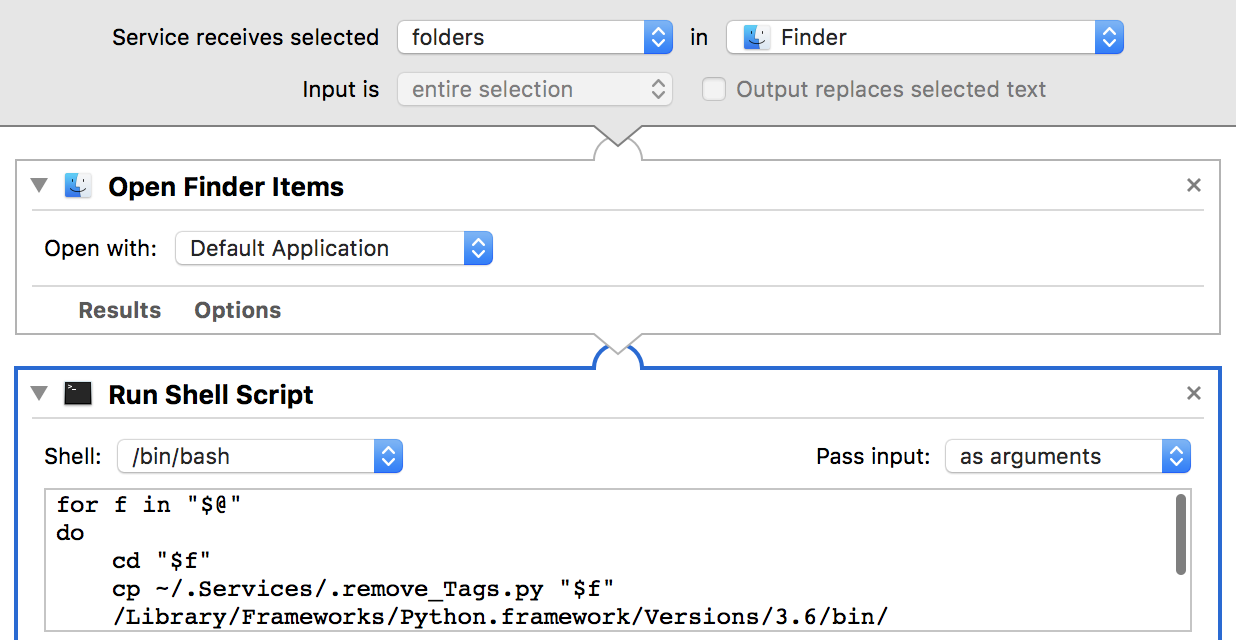 Service receives selected folders in Finder
Input is entire selection Output replaces selected text
Open Finder Items
Open with: Default Application
Results Options
Run Shell Script
Shell: /bin/bash Pass input: as arguments
for f in "$@"
do
cd "$f"
cp ~/.Services/.remove_Tags.py "$f"
/Library/Frameworks/Python.framework/Versions/3.6/bin/